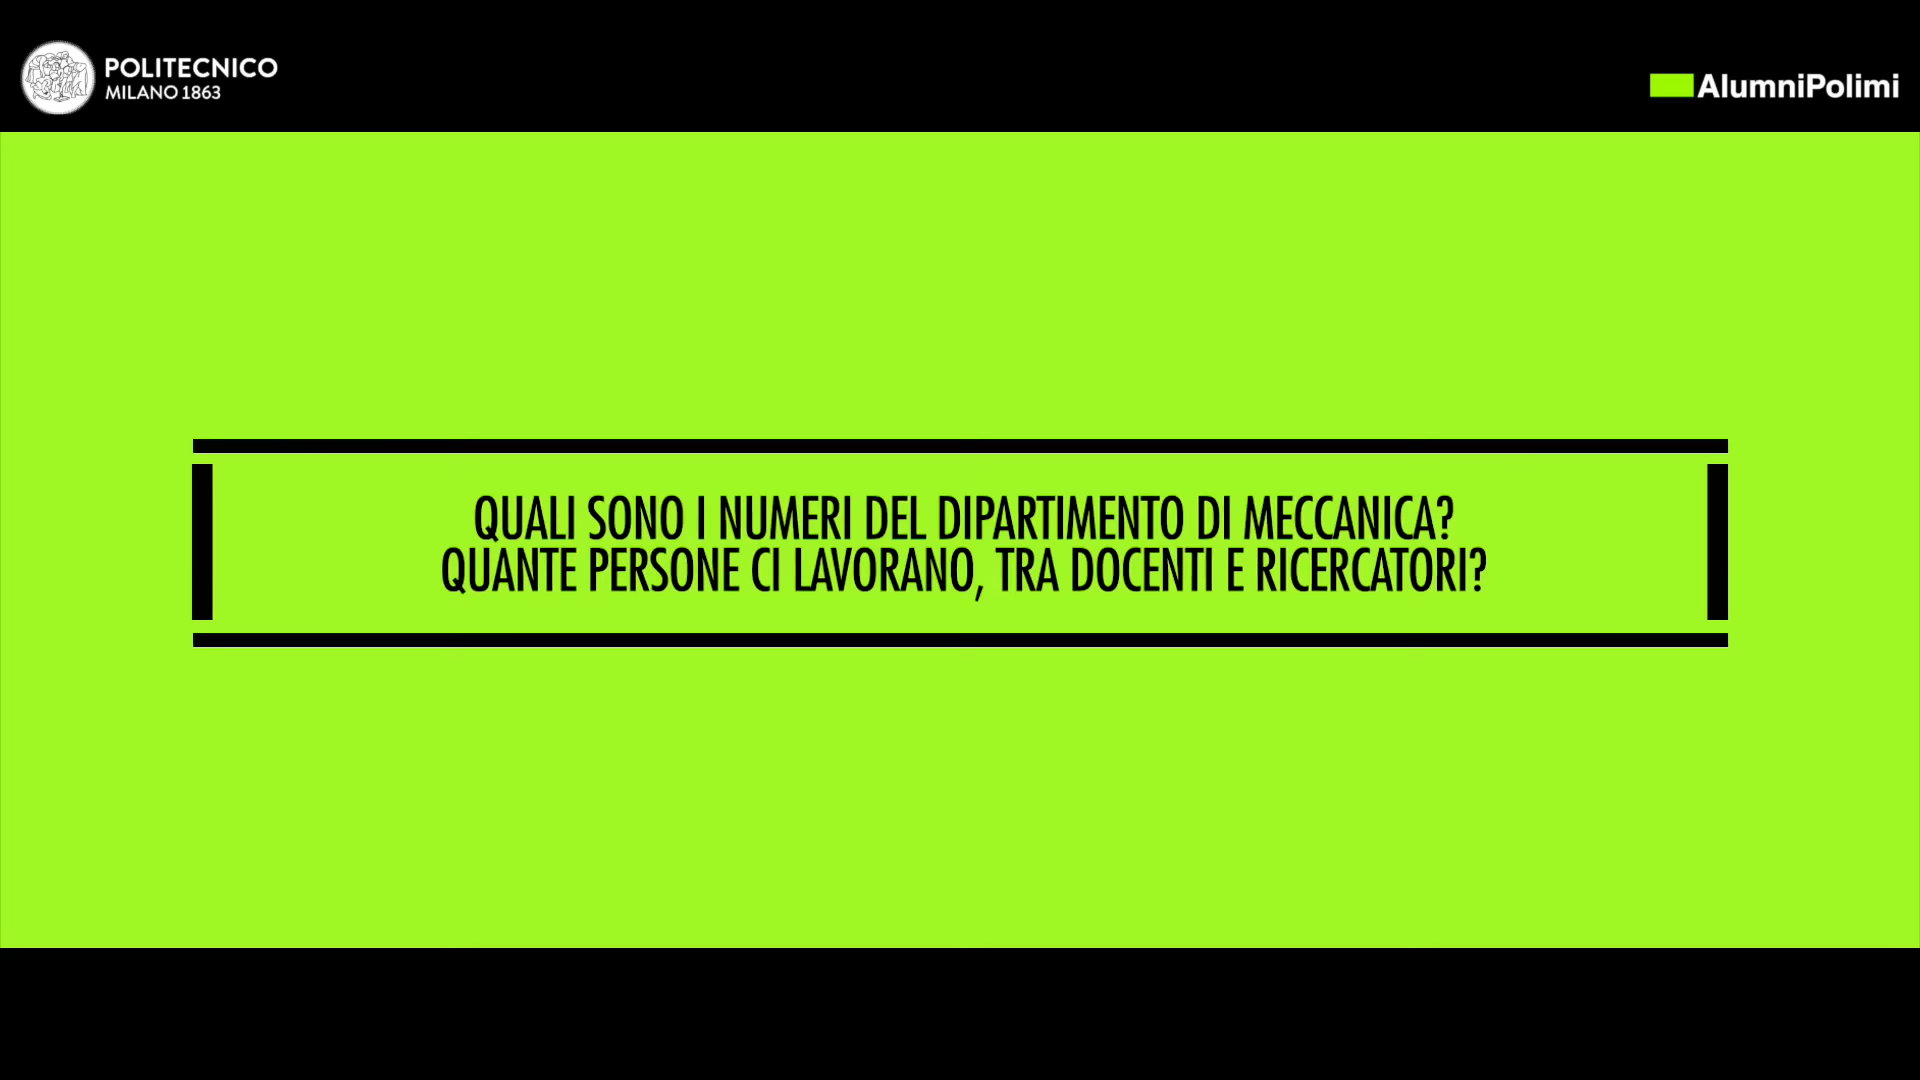 POLITECNICO
MILANO 1863
AlumniPolimi
QUALI SONO I NUMERI DEL DIPARTIMENTO DI MECCANICA?
QUANTE PERSONE CI LAVORANO, TRA DOCENTI E RICERCATORI?